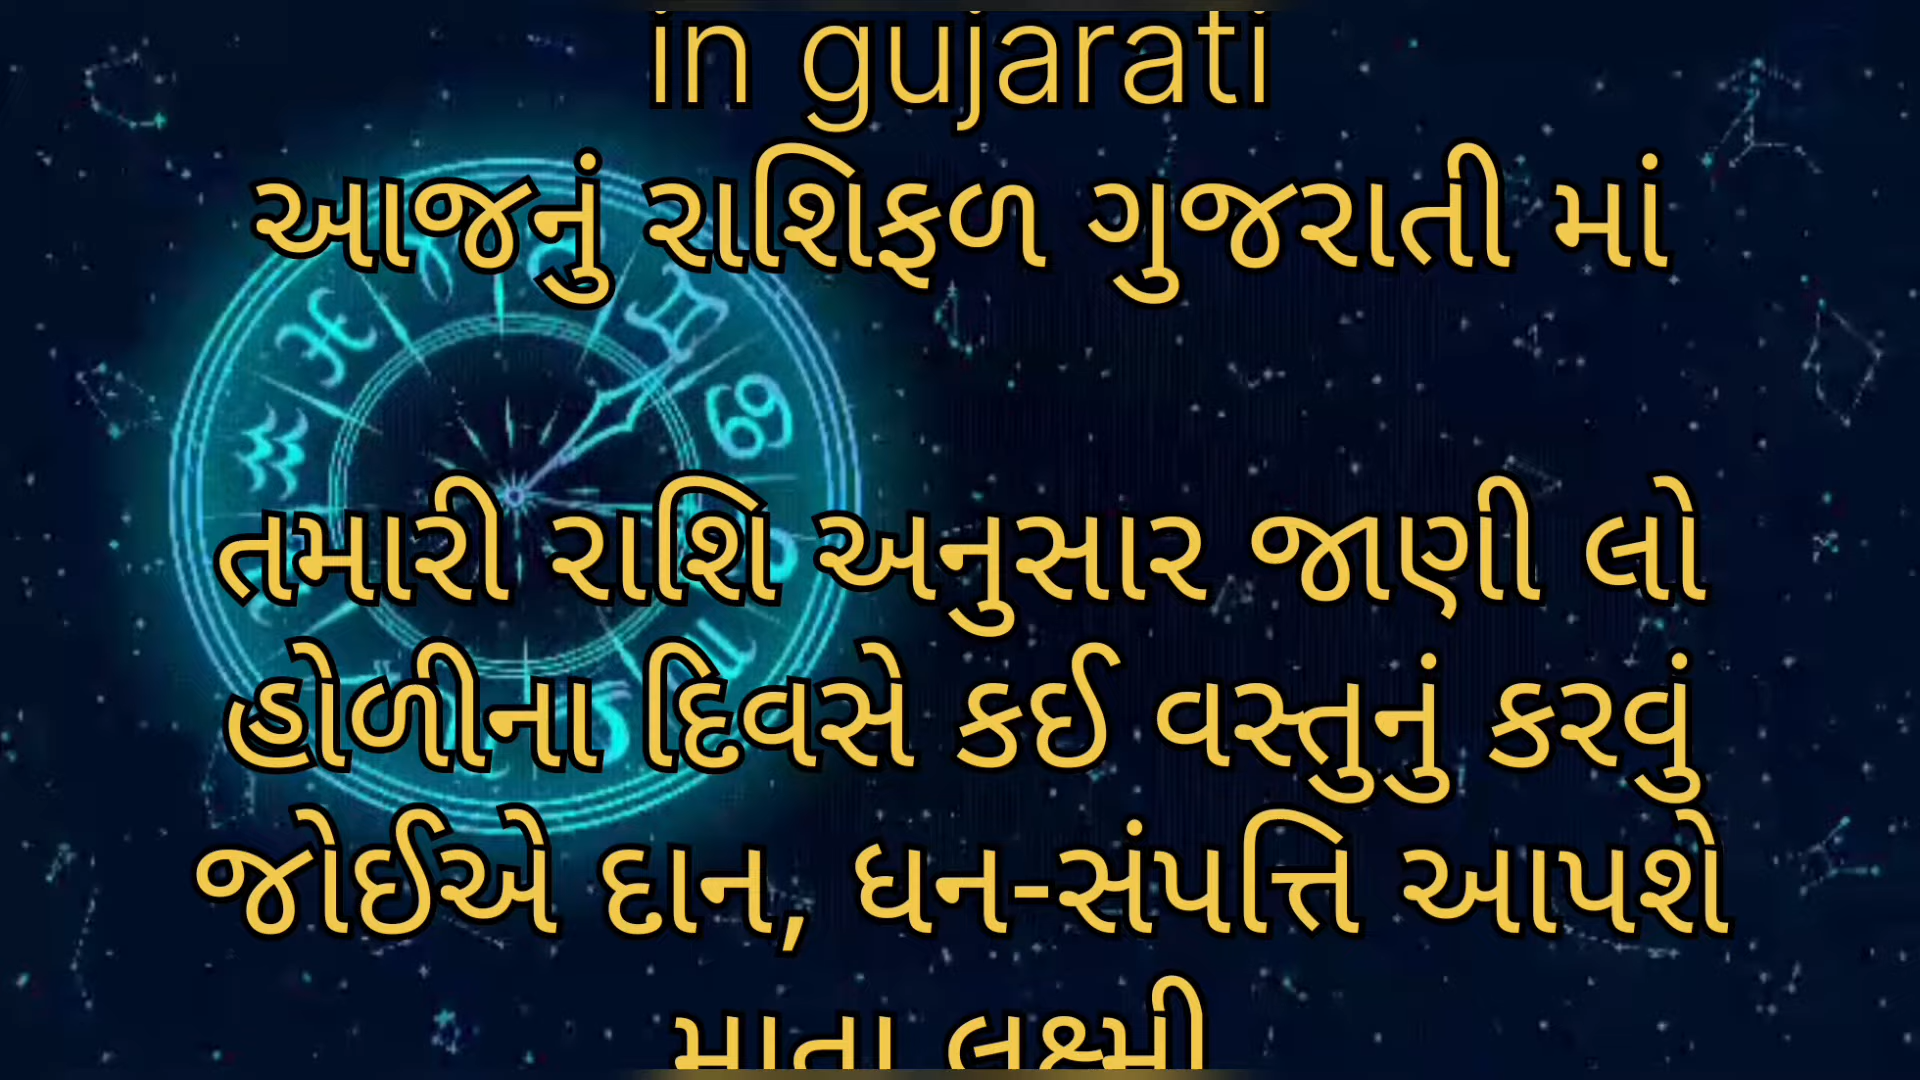 in gujarati
આજનું રાશિફળ ગુજરાતી માં
તમારી રાશિ અનુસાર જાણી લો
હોળીના દિવસે કઈ વસ્તુનું કરવું
જોઈએ દાન, ધન-સંપત્તિ આપશે
માતા લક્ષ્મી